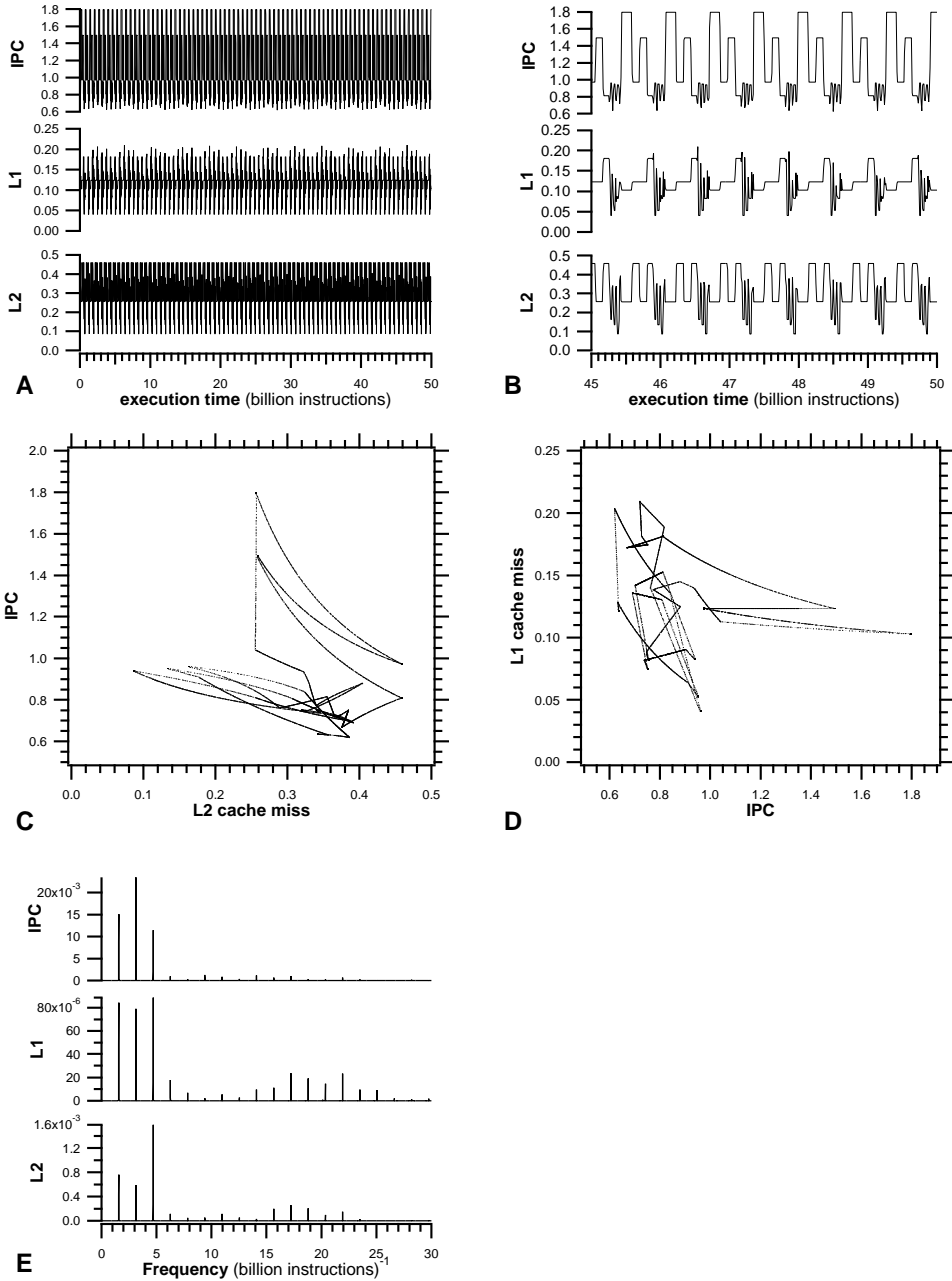 1.8
1.6
1.4
1.2
1.0
0.8
0.6
IPC
0.25
0.20
0.15
0.10
0.05
0.00
L1
0.5
0.4
0.3
0.2
0.1
0.0
L2
0 10 20 30 40 50
execution time (billion instructions)
A
1.8
1.6
1.4
1.2
1.0
0.8
0.6
IPC
0.25
0.20
0.15
0.10
0.05
0.00
L1
0.5
0.4
0.3
0.2
0.1
0.0
L2
45 46 47 48 49 50
execution time (billion instructions)
B
2.0
1.8
1.6
1.4
1.2
1.0
0.8
0.6
IPC
0.0 0.1 0.2 0.3 0.4 0.5
L2 cache miss
C
0.25
0.20
0.15
0.10
0.05
0.00
L1 cache miss
0.6 0.8 1.0 1.2 1.4 1.6 1.8
IPC
D
20x10⁻³
15
10
5
0
IPC
80x10⁻⁶
60
40
20
0
L1
1.6x10⁻³
1.2
0.8
0.4
0.0
L2
0 5 10 15 20 25 30
Frequency (billion instructions)⁻¹
E